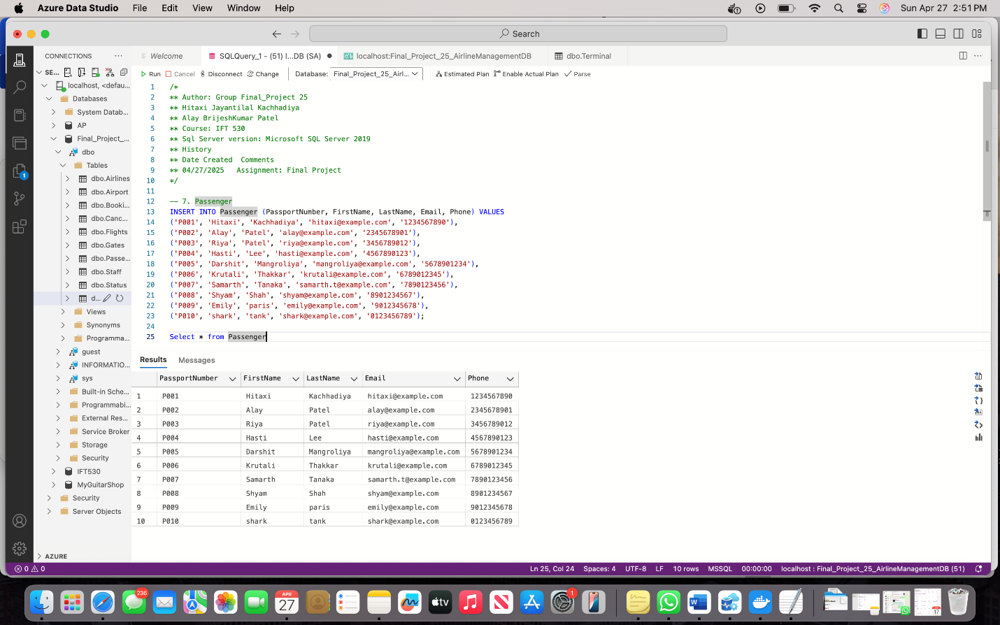 Azure Data Studio File Edit View Window Help Sun Apr 27 2:51 PM
Search
CONNECTIONS ···
SE...
localhost, <defau...
Databases
System Datab...
AP
Final_Project_...
dbo
Tables
dbo.Airlines
dbo.Airport
dbo.Booki...
dbo.Canc...
dbo.Flights
dbo.Gates
dbo.Passe...
dbo.Staff
dbo.Status
d...
Views
Synonyms
Programma...
guest
INFORMATIO...
sys
Built-in Sche...
Programmabi...
External Res...
Service Broker
Storage
Security
IFT530
MyGuitarShop
Security
Server Objects
AZURE
1
Welcome SQLQuery_1 - (51) l...DB (SA) localhost:Final_Project_25_AirlineManagementDB dbo.Terminal
Run Cancel Disconnect Change Database: Final_Project_25_Airl... Estimated Plan Enable Actual Plan Parse
1 /*
2 ** Author: Group Final_Project 25
3 ** Hitaxi Jayantilal Kachhadiya
4 ** Alay BrijeshKumar Patel
5 ** Course: IFT 530
6 ** Sql Server version: Microsoft SQL Server 2019
7 ** History
8 ** Date Created Comments
9 ** 04/27/2025 Assignment: Final Project
10 */
11
12 -- 7. Passenger
13 INSERT INTO Passenger (PassportNumber, FirstName, LastName, Email, Phone) VALUES
14 ('P001', 'Hitaxi', 'Kachhadiya', 'hitaxi@example.com', '1234567890'),
15 ('P002', 'Alay', 'Patel', 'alay@example.com', '2345678901'),
16 ('P003', 'Riya', 'Patel', 'riya@example.com', '3456789012'),
17 ('P004', 'Hasti', 'Lee', 'hasti@example.com', '4567890123'),
18 ('P005', 'Darshit', 'Mangroliya', 'mangroliya@example.com', '5678901234'),
19 ('P006', 'Krutali', 'Thakkar', 'krutali@example.com', '6789012345'),
20 ('P007', 'Samarth', 'Tanaka', 'samarth.t@example.com', '7890123456'),
21 ('P008', 'Shyam', 'Shah', 'shyam@example.com', '8901234567'),
22 ('P009', 'Emily', 'paris', 'emily@example.com', '9012345678'),
23 ('P010', 'shark', 'tank', 'shark@example.com', '0123456789');
24
25 Select * from Passenger
Results Messages
PassportNumber FirstName LastName Email Phone
1 P001 Hitaxi Kachhadiya hitaxi@example.com 1234567890
2 P002 Alay Patel alay@example.com 2345678901
3 P003 Riya Patel riya@example.com 3456789012
4 P004 Hasti Lee hasti@example.com 4567890123
5 P005 Darshit Mangroliya mangroliya@example.com 5678901234
6 P006 Krutali Thakkar krutali@example.com 6789012345
7 P007 Samarth Tanaka samarth.t@example.com 7890123456
8 P008 Shyam Shah shyam@example.com 8901234567
9 P009 Emily paris emily@example.com 9012345678
10 P010 shark tank shark@example.com 0123456789
0 0 Ln 25, Col 24 Spaces: 4 UTF-8 LF 10 rows MSSQL 00:00:00 localhost : Final_Project_25_AirlineManagementDB (51)
236
APR
27
tv
1
W
17